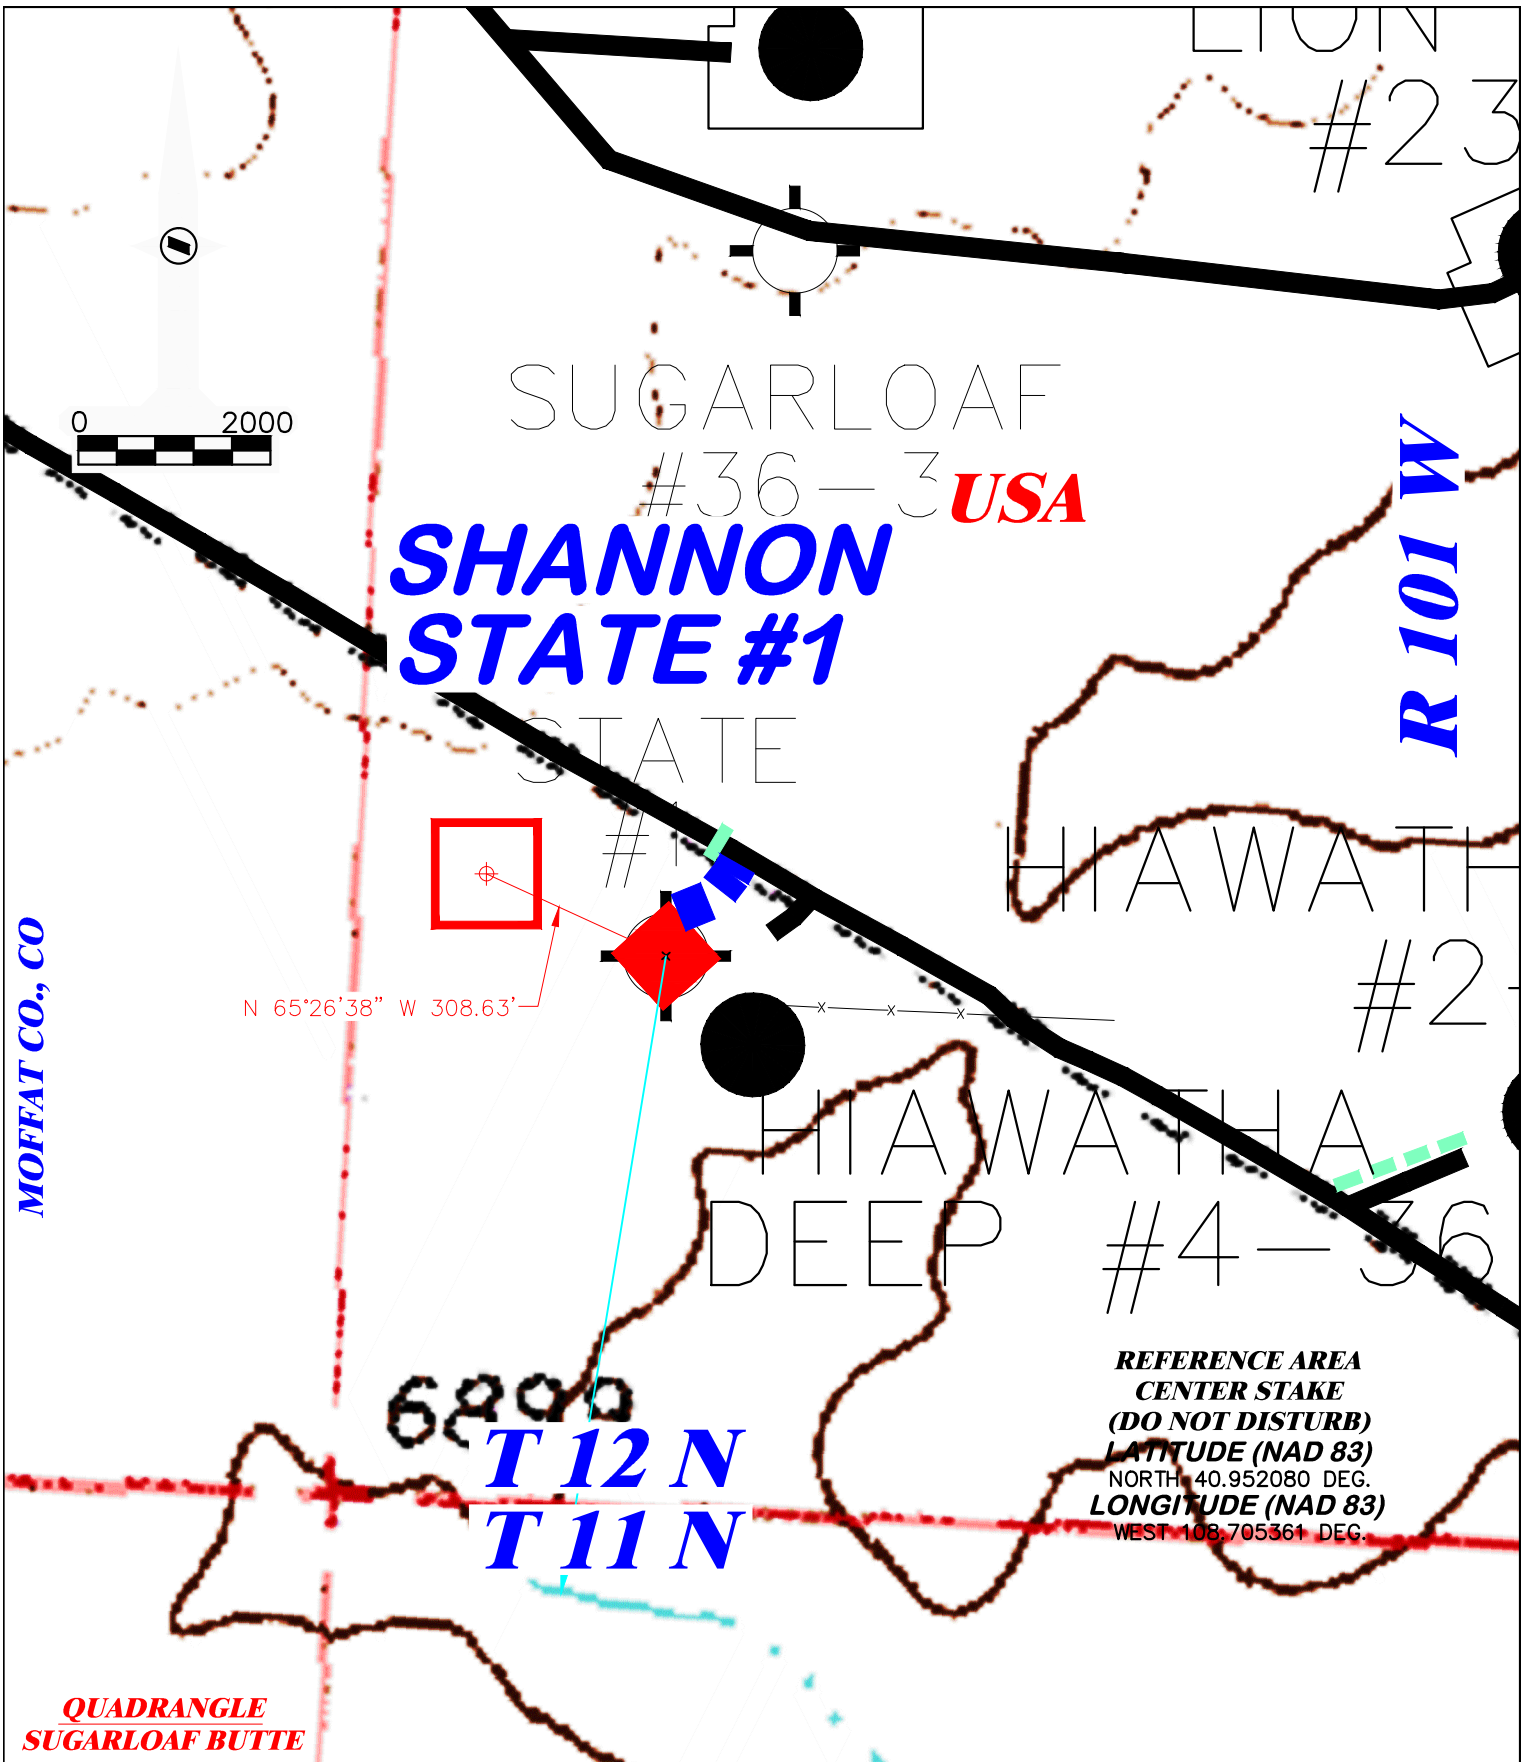 LION
#23
0 2000
SUGARLOAF
#36-3
USA
SHANNON
STATE #1
R 101 W
STATE
#1
HIAWATH
#2-
N 65°26'38" W 308.63'
MOFFAT CO., CO
x x x x
HIAWATHA
DEEP #4-36
6899
T 12 N
T 11 N
REFERENCE AREA
CENTER STAKE
(DO NOT DISTURB)
LATITUDE (NAD 83)
NORTH 40.952080 DEG.
LONGITUDE (NAD 83)
WEST 108.705361 DEG.
QUADRANGLE
SUGARLOAF BUTTE